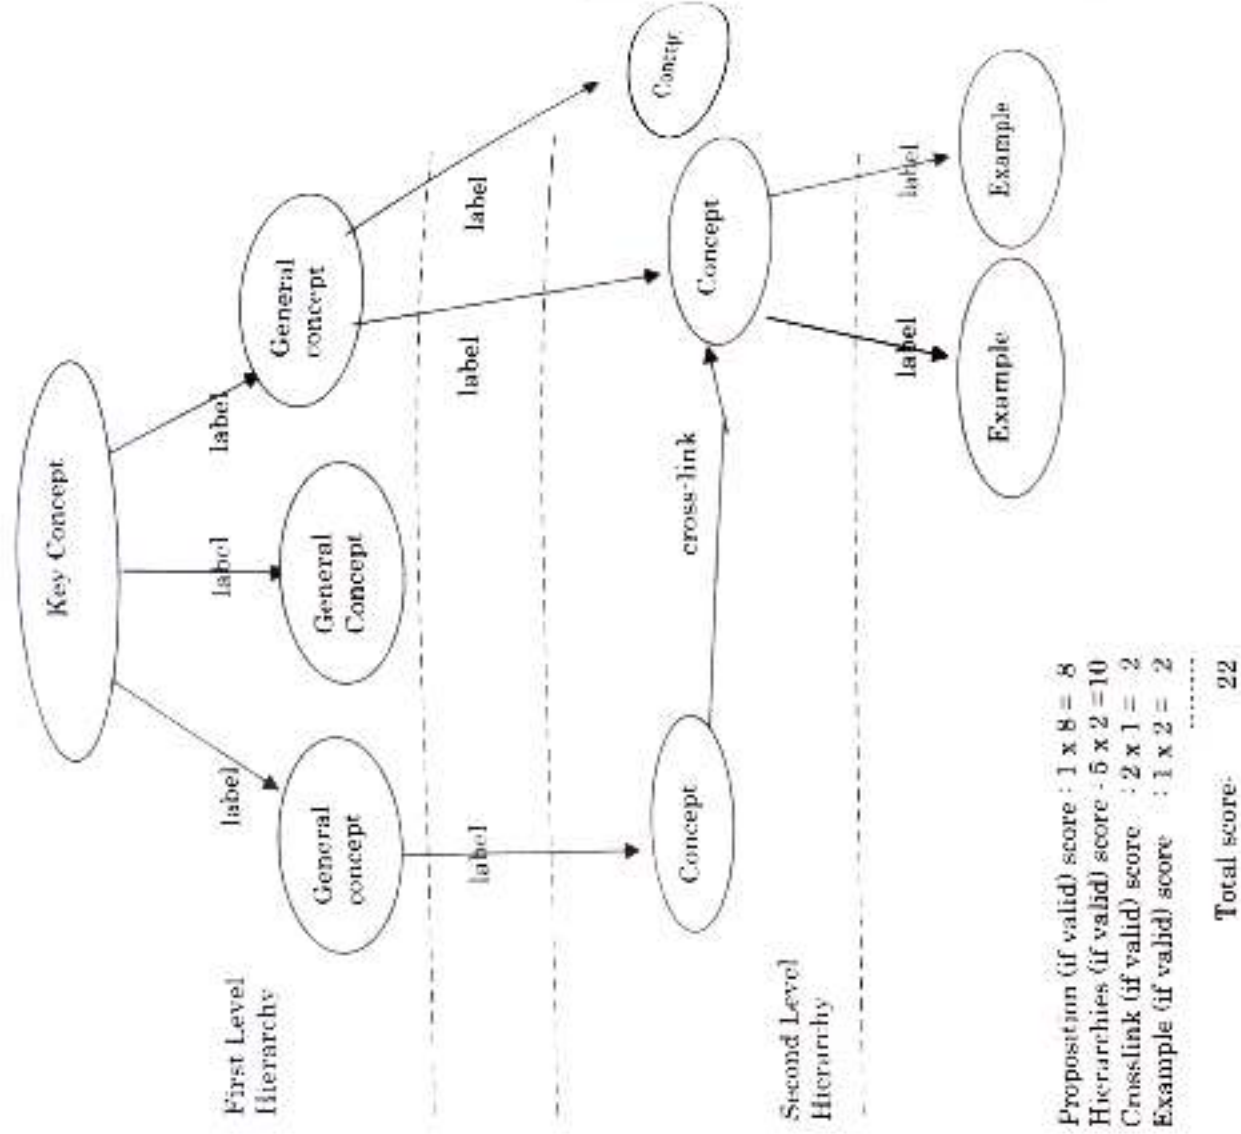 Key Concept
First Level
Hierarchy
label
label
label
General
concept
General
Concept
General
concept
label
label
label
Concept
cross-link
Concept
Concept
Second Level
Hierarchy
label
label
Example
Example
Proposition (if valid) score : 1 x 8 = 8
Hierarchies (if valid) score : 5 x 2 =10
Crosslink (if valid) score : 2 x 1 = 2
Example (if valid) score : 1 x 2 = 2
Total score: 22